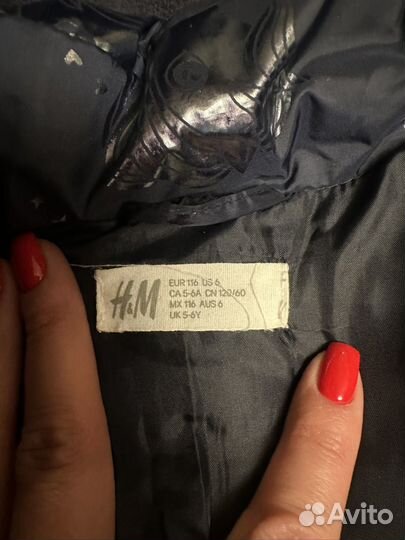 H&M
EUR 116 US 6
CA 5-6A CN 120/60
MX 116 AUS 6
UK 5-6Y
Avito